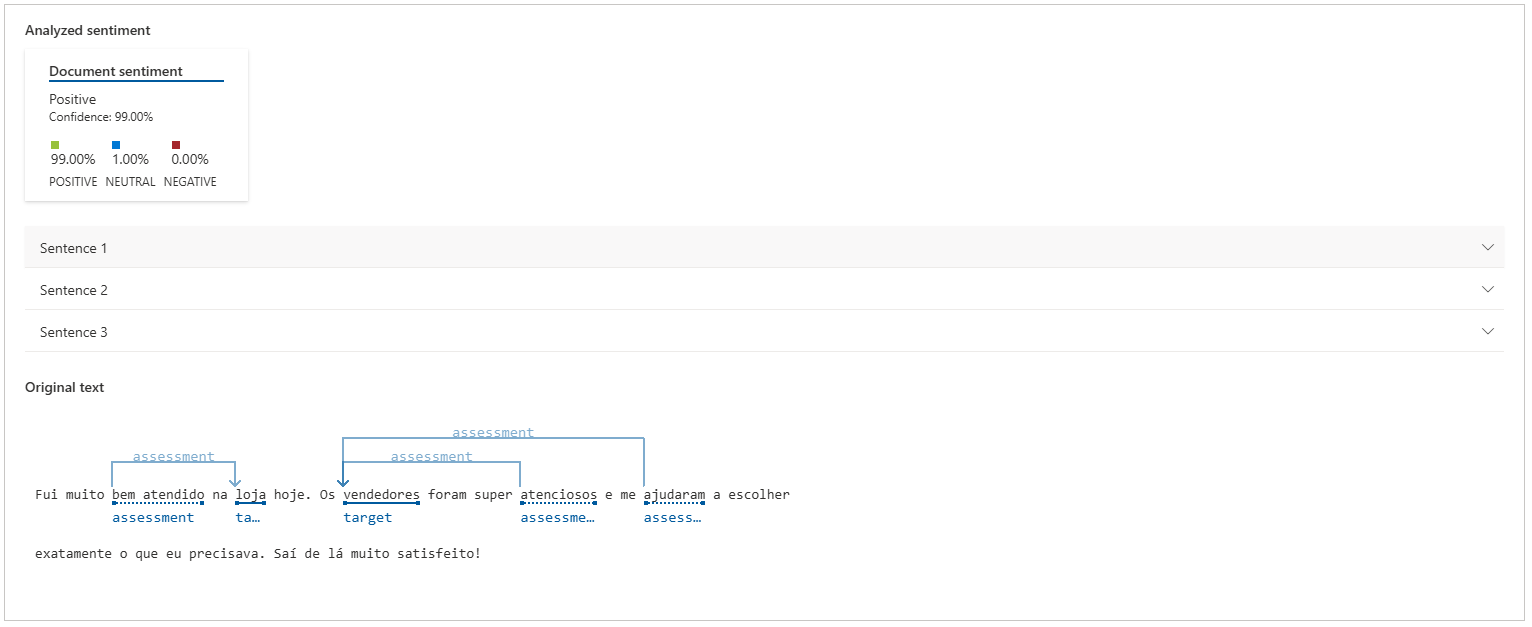 Analyzed sentiment
Document sentiment
Positive
Confidence: 99.00%
99.00% 1.00% 0.00%
POSITIVE NEUTRAL NEGATIVE
Sentence 1
Sentence 2
Sentence 3
Original text
assessment
assessment assessment
Fui muito bem atendido na loja hoje. Os vendedores foram super atenciosos e me ajudaram a escolher
assessment ta… target assessme… assess…
exatamente o que eu precisava. Saí de lá muito satisfeito!